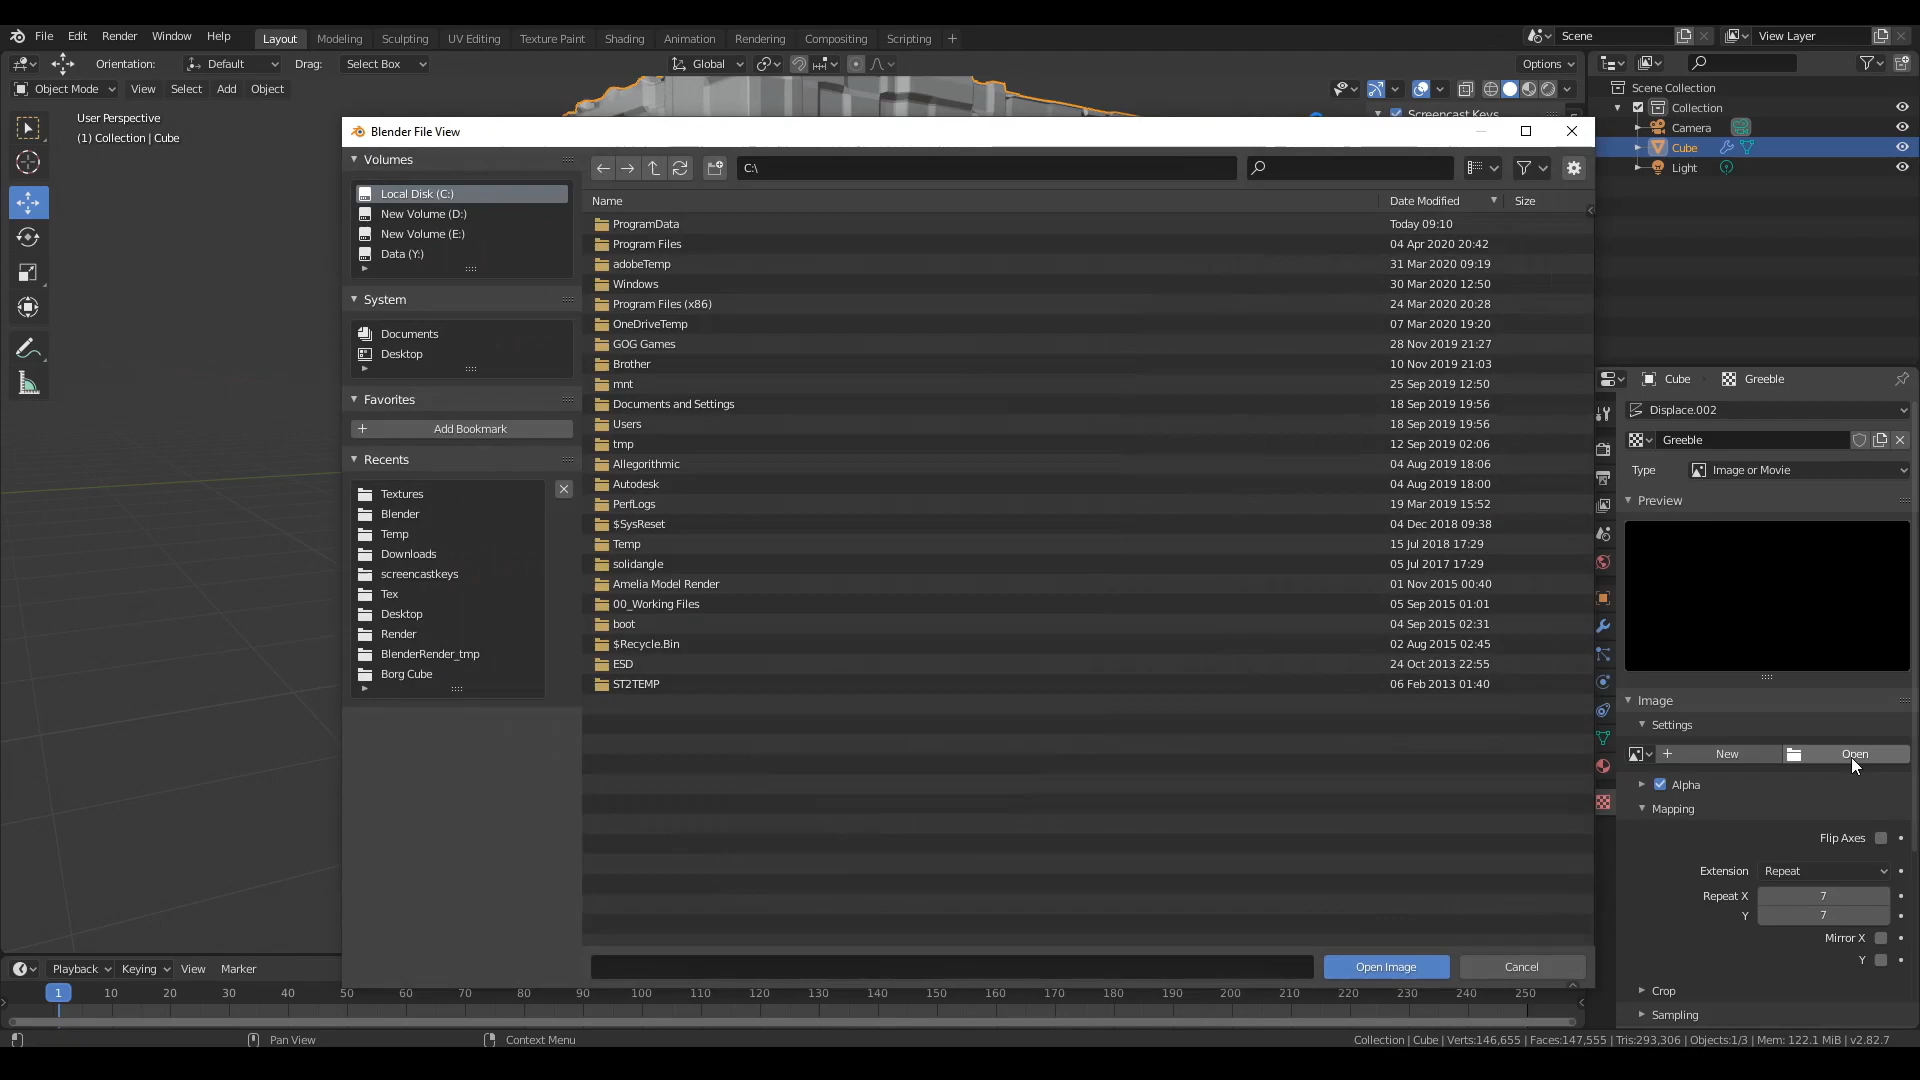 File Edit Render Window Help Layout Modeling Sculpting UV Editing Texture Paint Shading Animation Rendering Compositing Scripting + Scene View Layer
Orientation: Default Drag: Select Box Global Options
Object Mode View Select Add Object
User Perspective
(1) Collection | Cube
Screencast Keys
Scene Collection
Collection
Camera
Cube
Light
Blender File View
Volumes
Local Disk (C:)
New Volume (D:)
New Volume (E:)
Data (Y:)
System
Documents
Desktop
Favorites
Add Bookmark
Recents
Textures
Blender
Temp
Downloads
screencastkeys
Tex
Desktop
Render
BlenderRender_tmp
Borg Cube
C:\
Name Date Modified Size
ProgramData Today 09:10
Program Files 04 Apr 2020 20:42
adobeTemp 31 Mar 2020 09:19
Windows 30 Mar 2020 12:50
Program Files (x86) 24 Mar 2020 20:28
OneDriveTemp 07 Mar 2020 19:20
GOG Games 28 Nov 2019 21:27
Brother 10 Nov 2019 21:03
mnt 25 Sep 2019 12:50
Documents and Settings 18 Sep 2019 19:56
Users 18 Sep 2019 19:56
tmp 12 Sep 2019 02:06
Allegorithmic 04 Aug 2019 18:06
Autodesk 04 Aug 2019 18:00
PerfLogs 19 Mar 2019 15:52
$SysReset 04 Dec 2018 09:38
Temp 15 Jul 2018 17:29
solidangle 05 Jul 2017 17:29
Amelia Model Render 01 Nov 2015 00:40
00_Working Files 05 Sep 2015 01:01
boot 04 Sep 2015 02:31
$Recycle.Bin 02 Aug 2015 02:45
ESD 24 Oct 2013 22:55
ST2TEMP 06 Feb 2013 01:40
Open Image Cancel
Cube Greeble
Displace.002
Greeble
Type Image or Movie
Preview
Image
Settings
New Open
Alpha
Mapping
Flip Axes
Extension Repeat
Repeat X 7
Y 7
Mirror X
Y
Crop
Sampling
Playback Keying View Marker
1 10 20 30 40 50 60 70 80 90 100 110 120 130 140 150 160 170 180 190 200 210 220 230 240 250
Pan View Context Menu Collection | Cube | Verts:146,655 | Faces:147,555 | Tris:293,306 | Objects:1/3 | Mem: 122.1 MiB | v2.82.7